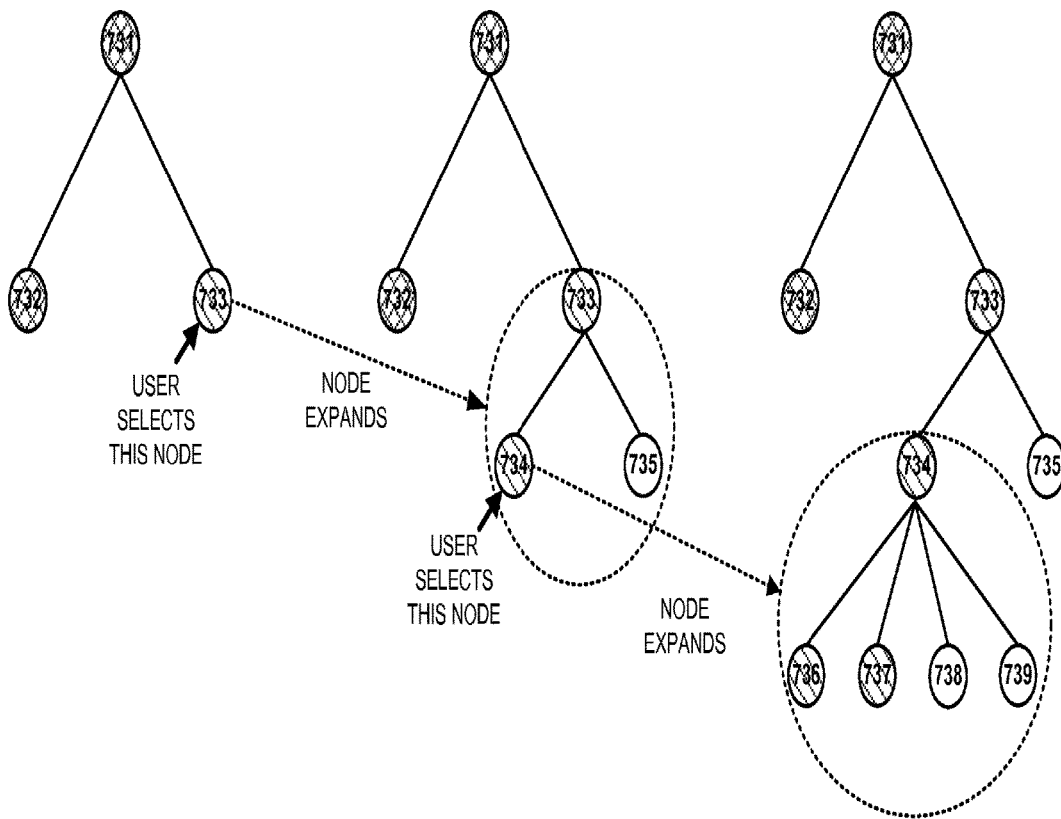 731
731
731
732
733
732
733
732
733
USER
SELECTS
THIS NODE
NODE
EXPANDS
734
735
734
735
USER
SELECTS
THIS NODE
NODE
EXPANDS
736
737
738
739